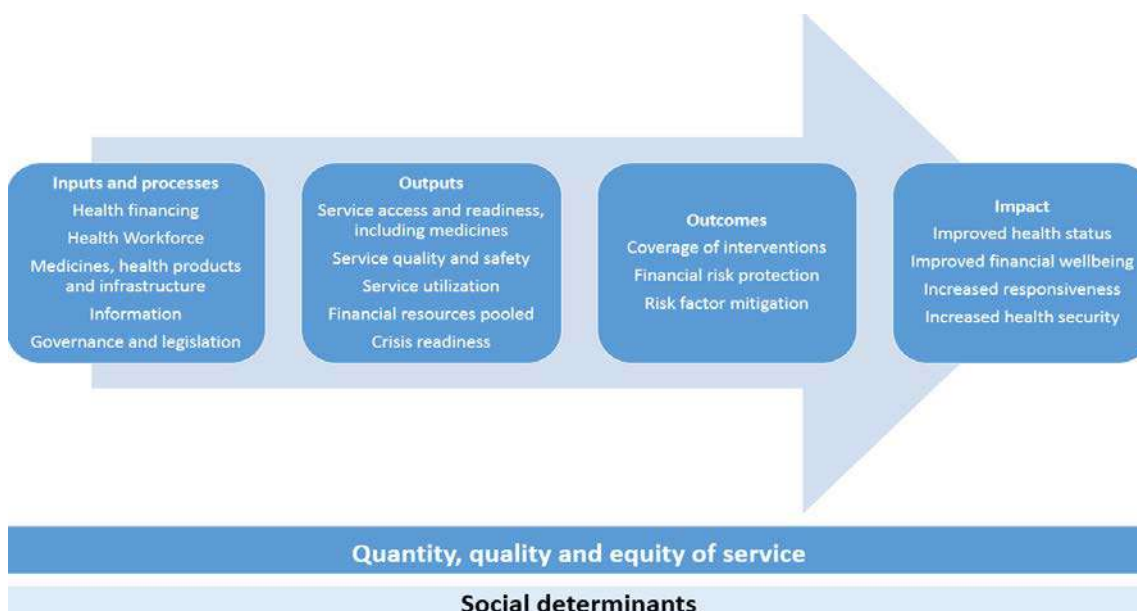 Inputs and processes
Health financing
Health Workforce
Medicines, health products
and infrastructure
Information
Governance and legislation
Outputs
Service access and readiness,
including medicines
Service quality and safety
Service utilization
Financial resources pooled
Crisis readiness
Outcomes
Coverage of interventions
Financial risk protection
Risk factor mitigation
Impact
Improved health status
Improved financial wellbeing
Increased responsiveness
Increased health security
Quantity, quality and equity of service
Social determinants